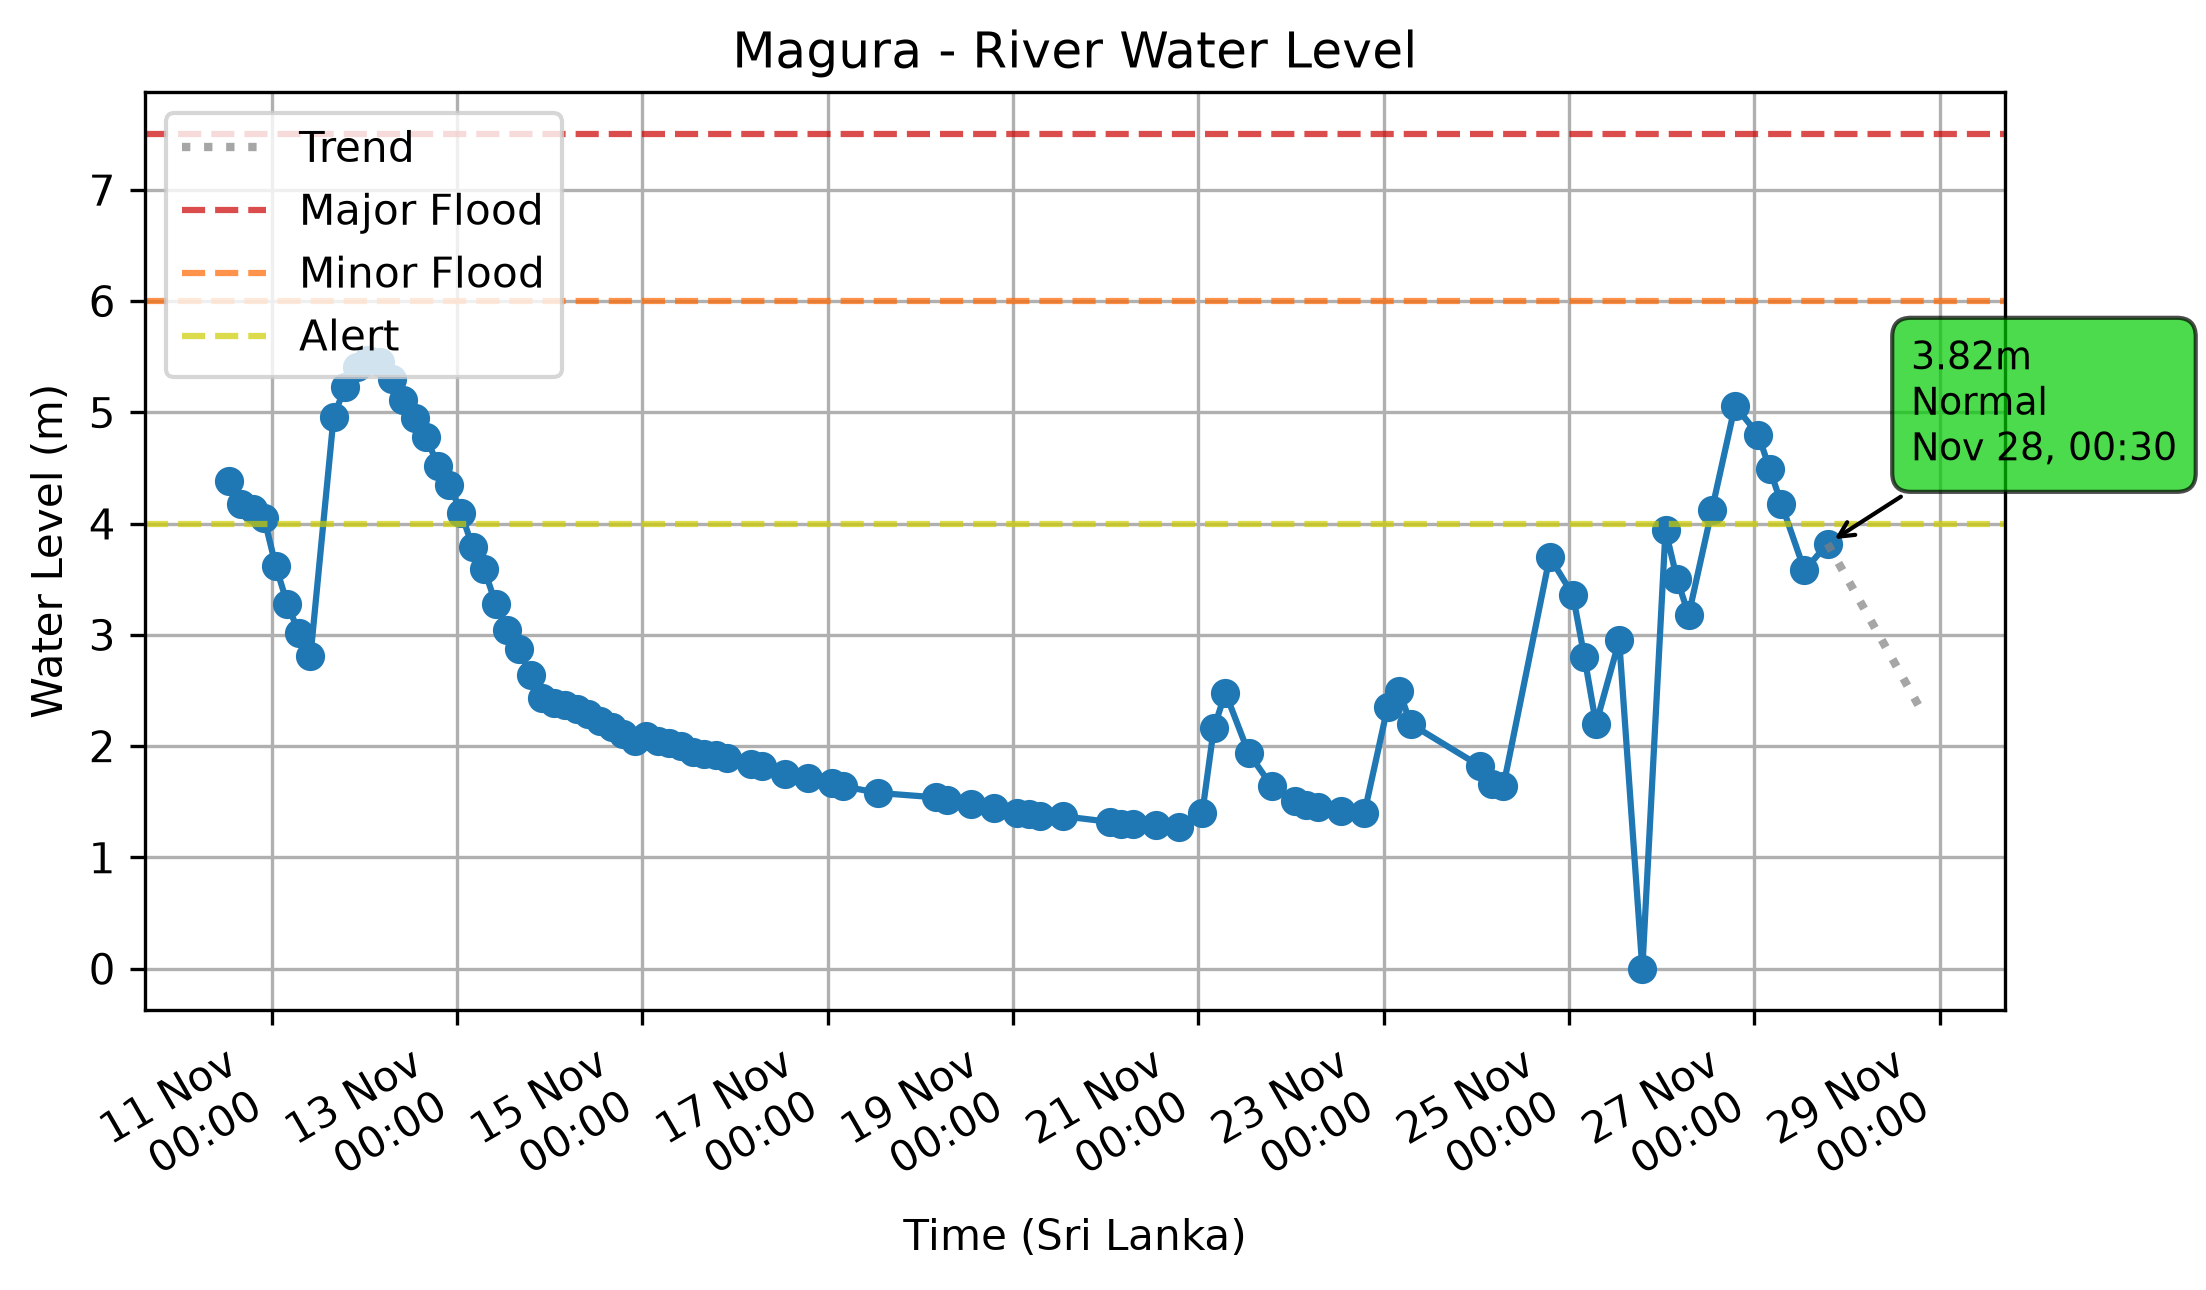 Magura - River Water Level
Trend
Major Flood
Minor Flood
Alert
3.82m
Normal
Nov 28, 00:30
Water Level (m)
7
6
5
4
3
2
1
0
11 Nov
00:00
13 Nov
00:00
15 Nov
00:00
17 Nov
00:00
19 Nov
00:00
21 Nov
00:00
23 Nov
00:00
25 Nov
00:00
27 Nov
00:00
29 Nov
00:00
Time (Sri Lanka)